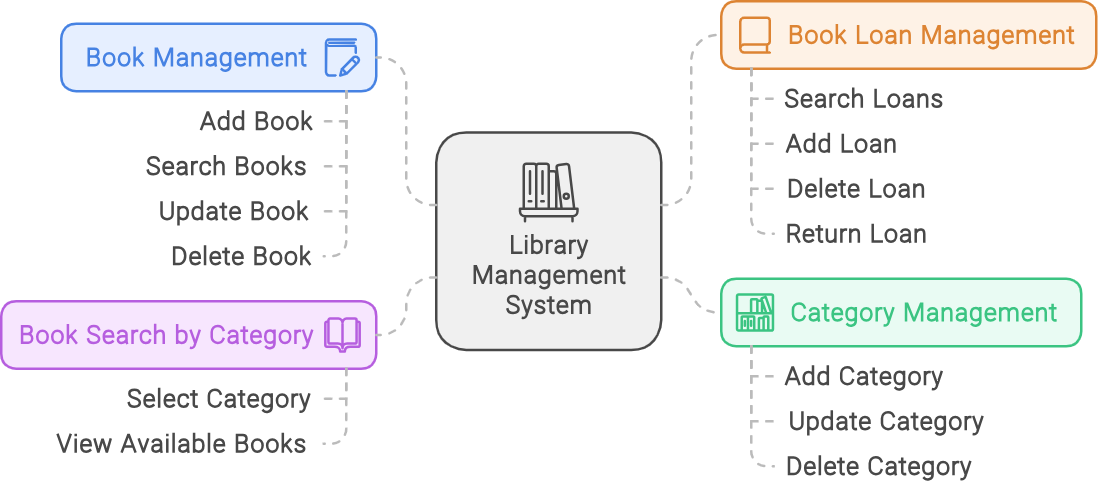 Book Management
Add Book
Search Books
Update Book
Delete Book
Book Search by Category
Select Category
View Available Books
Library
Management
System
Book Loan Management
Search Loans
Add Loan
Delete Loan
Return Loan
Category Management
Add Category
Update Category
Delete Category